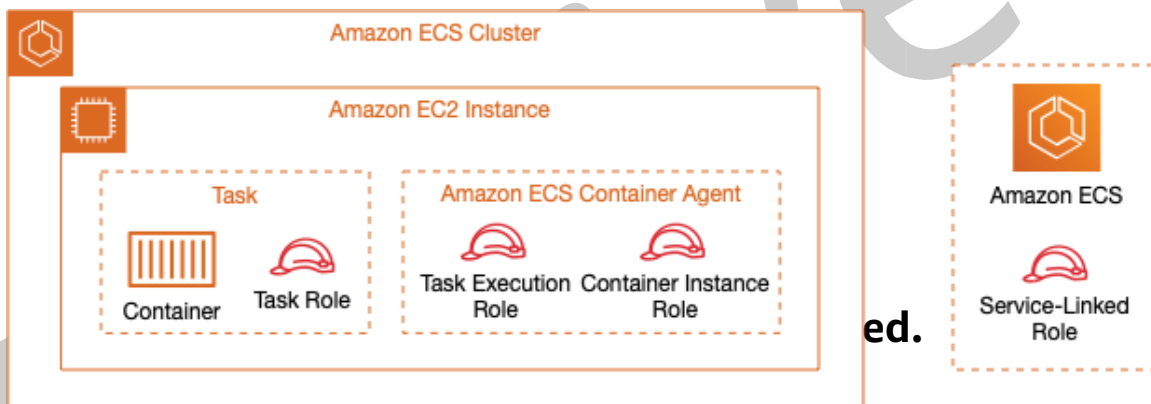 Amazon ECS Cluster
Amazon EC2 Instance
Task
Amazon ECS Container Agent
Container
Task Role
Task Execution
Role
Container Instance
Role
ed.
Amazon ECS
Service-Linked
Role